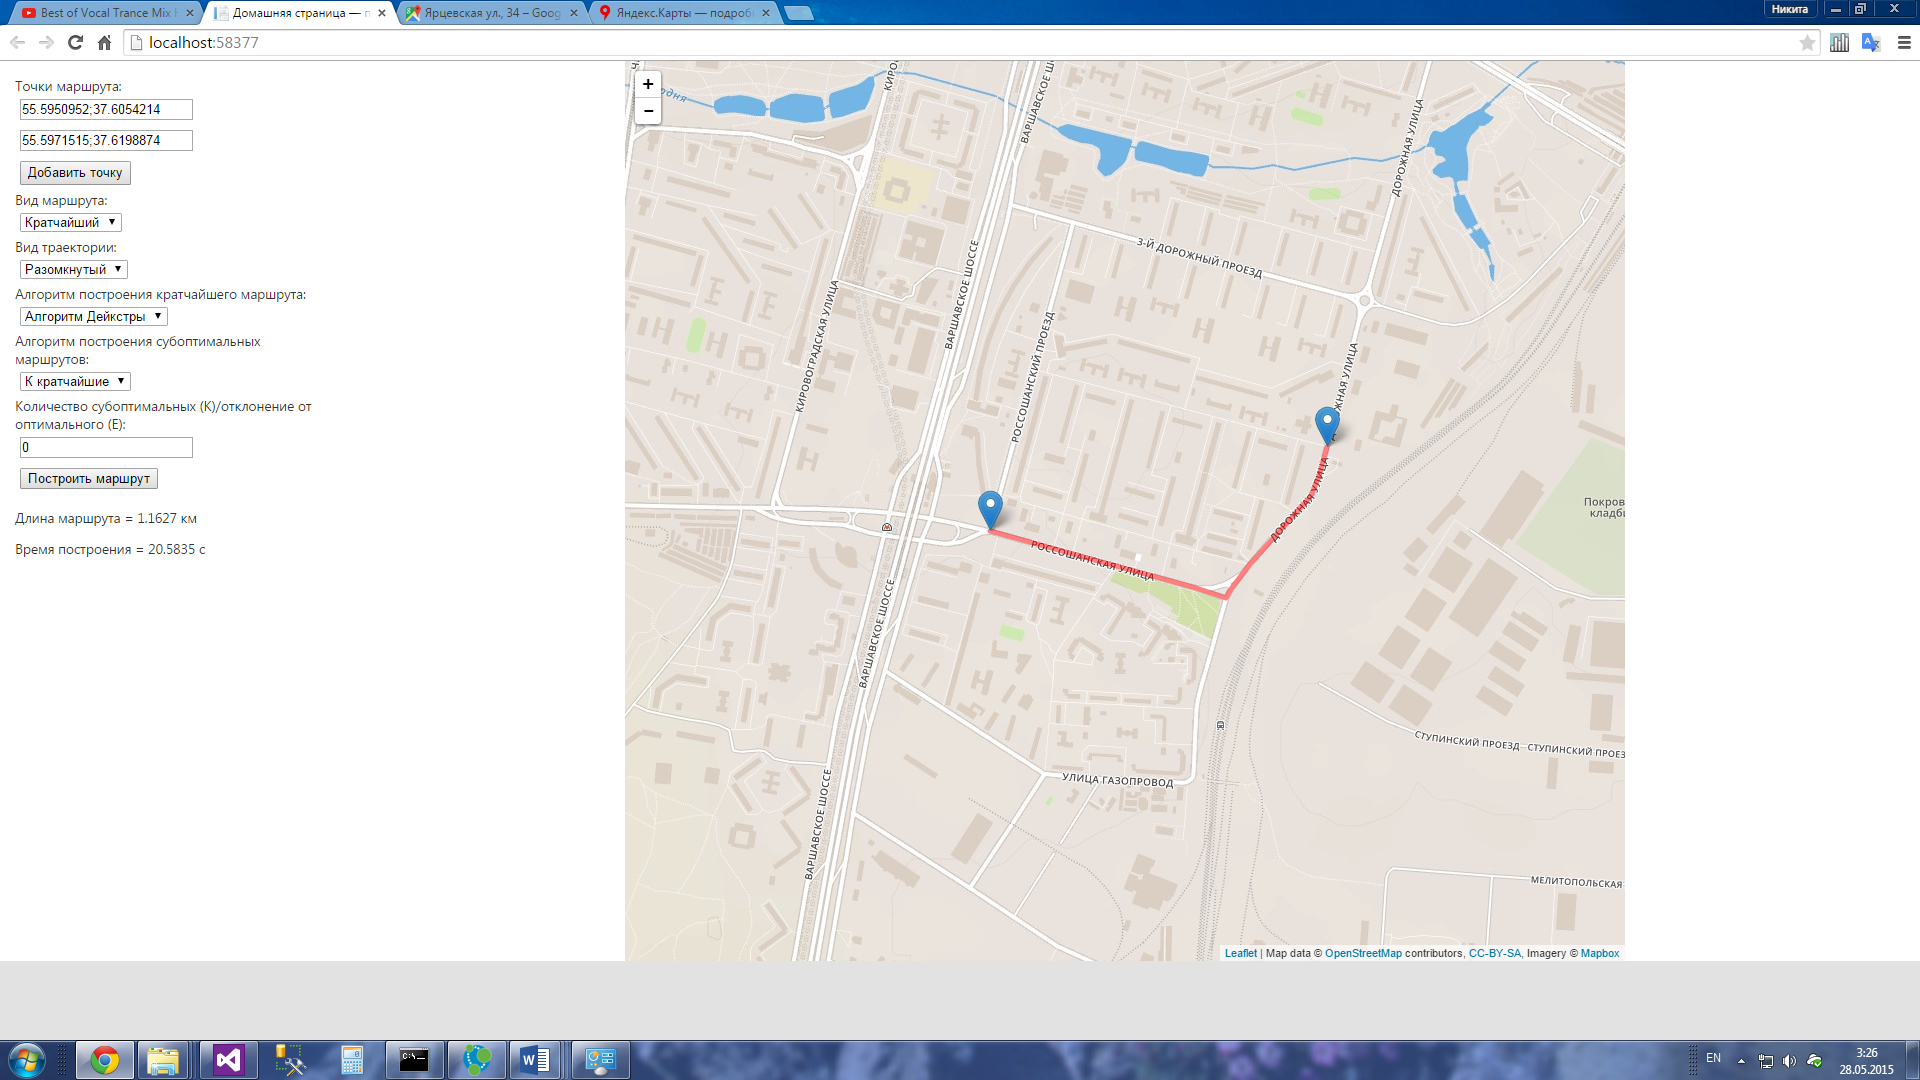 Best of Vocal Trance Mix
Домашняя страница —
Ярцевская ул., 34 – Goog
Яндекс.Карты — подроб
Никита
localhost:58377
Точки маршрута:
55.5950952;37.6054214
55.5971515;37.6198874
Добавить точку
Вид маршрута:
Кратчайший
Вид траектории:
Разомкнутый
Алгоритм построения кратчайшего маршрута:
Алгоритм Дейкстры
Алгоритм построения субоптимальных
маршрутов:
К кратчайшие
Количество субоптимальных (К)/отклонение от
оптимального (Е):
0
Построить маршрут
Длина маршрута = 1.1627 км
Время построения = 20.5835 с
+
−
одня
КИРОВО
ВАРШАВСКОЕ Ш
ДОРОЖНАЯ УЛИЦА
3-Й ДОРОЖНЫЙ ПРОЕЗД
ВАРШАВСКОЕ ШОССЕ
КИРОВОГРАДСКАЯ УЛИЦА
РОССОШАНСКИЙ ПРОЕЗД
ЖНАЯ УЛИЦА
ДОРОЖНАЯ УЛИЦА
РОССОШАНСКАЯ УЛИЦА
Покров
кладби
ВАРШАВСКОЕ ШОССЕ
СТУПИНСКИЙ ПРОЕЗД
СТУПИНСКИЙ ПРОЕЗ
УЛИЦА ГАЗОПРОВОД
ВАРШАВСКОЕ ШОССЕ
МЕЛИТОПОЛЬСКАЯ
Leaflet | Map data © OpenStreetMap contributors, CC-BY-SA, Imagery © Mapbox
EN
3:26
28.05.2015